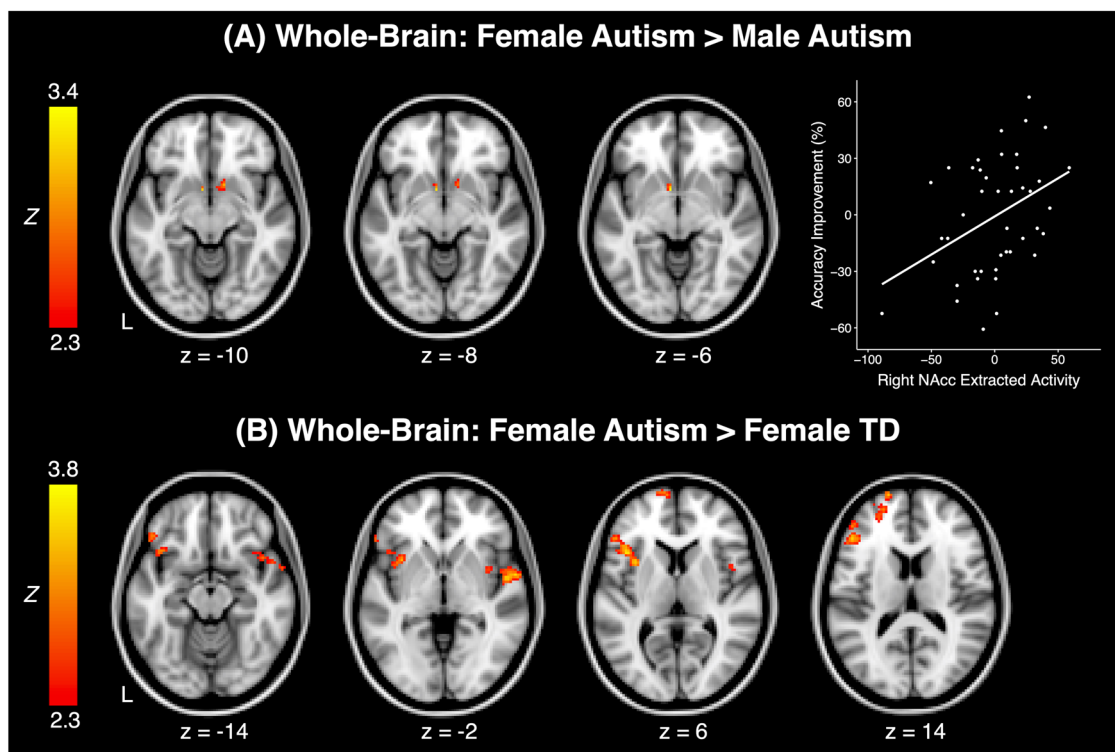 (A) Whole-Brain: Female Autism > Male Autism
3.4
Z
2.3
L
z = -10
z = -8
z = -6
Accuracy Improvement (%)
60
30
0
−30
−60
−100
−50
0
50
Right NAcc Extracted Activity
(B) Whole-Brain: Female Autism > Female TD
3.8
Z
2.3
L
z = -14
z = -2
z = 6
z = 14